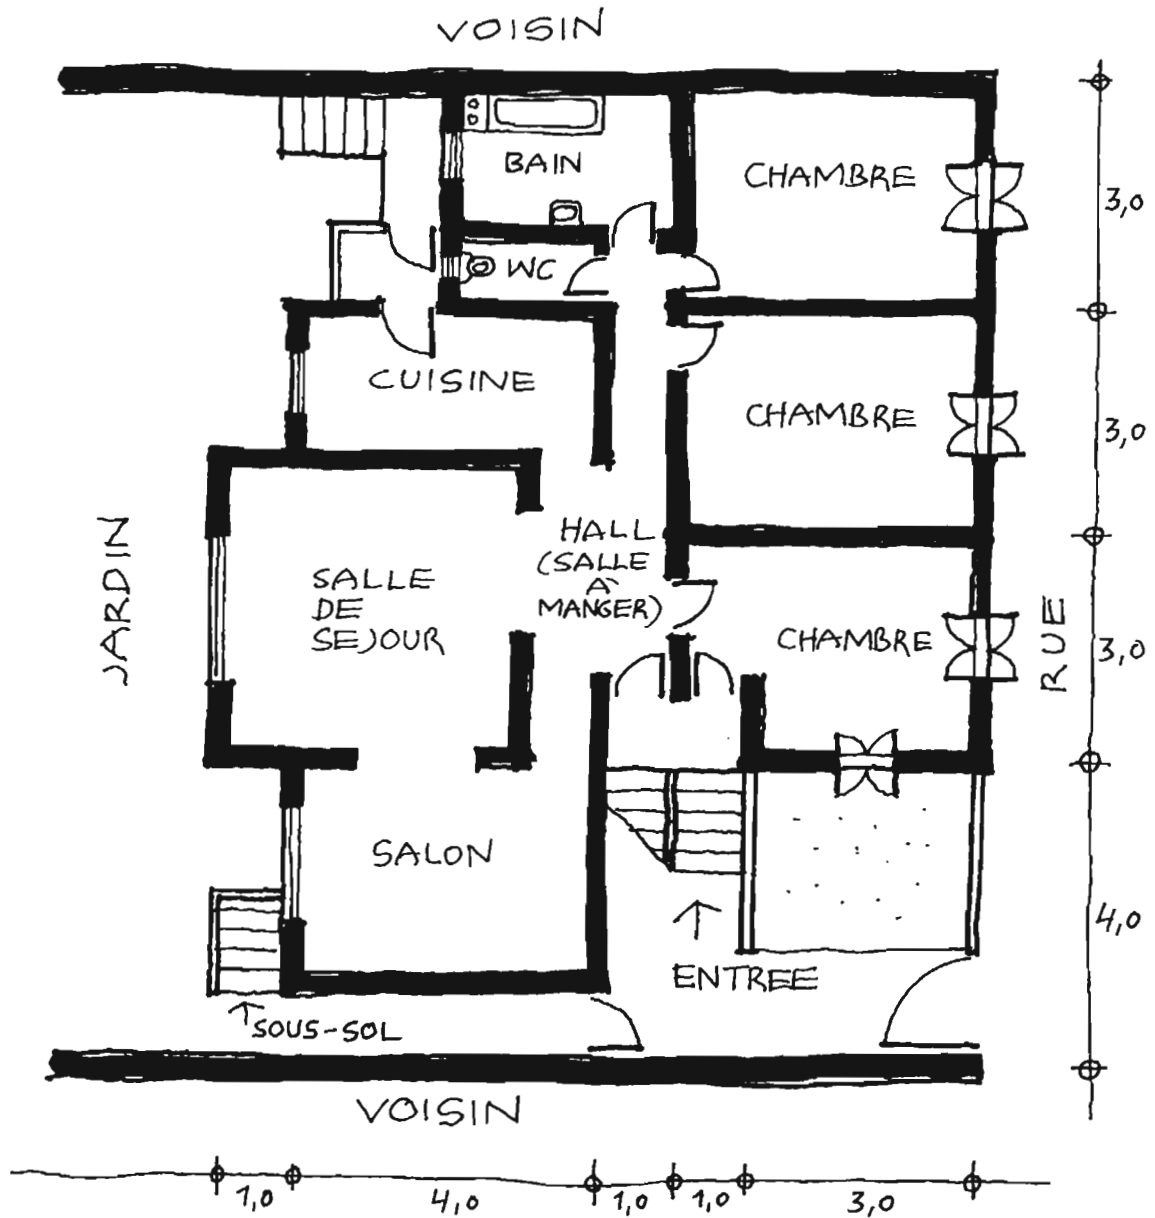 VOISIN
BAIN
CHAMBRE
3,0
WC
CUISINE
CHAMBRE
3,0
HALL
(SALLE
À
MANGER)
SALLE
DE
SEJOUR
JARDIN
CHAMBRE
RUE
3,0
SALON
4,0
ENTREE
SOUS-SOL
VOISIN
1,0
4,0
1,0
1,0
3,0